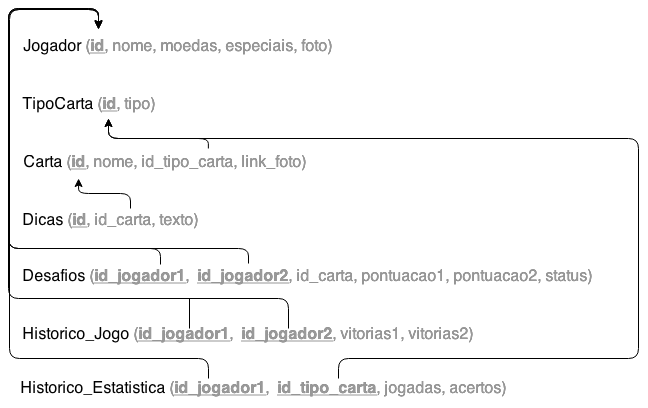 Jogador (id, nome, moedas, especiais, foto)
TipoCarta (id, tipo)
Carta (id, nome, id_tipo_carta, link_foto)
Dicas (id, id_carta, texto)
Desafios (id_jogador1, id_jogador2, id_carta, pontuacao1, pontuacao2, status)
Historico_Jogo (id_jogador1, id_jogador2, vitorias1, vitorias2)
Historico_Estatistica (id_jogador1, id_tipo_carta, jogadas, acertos)